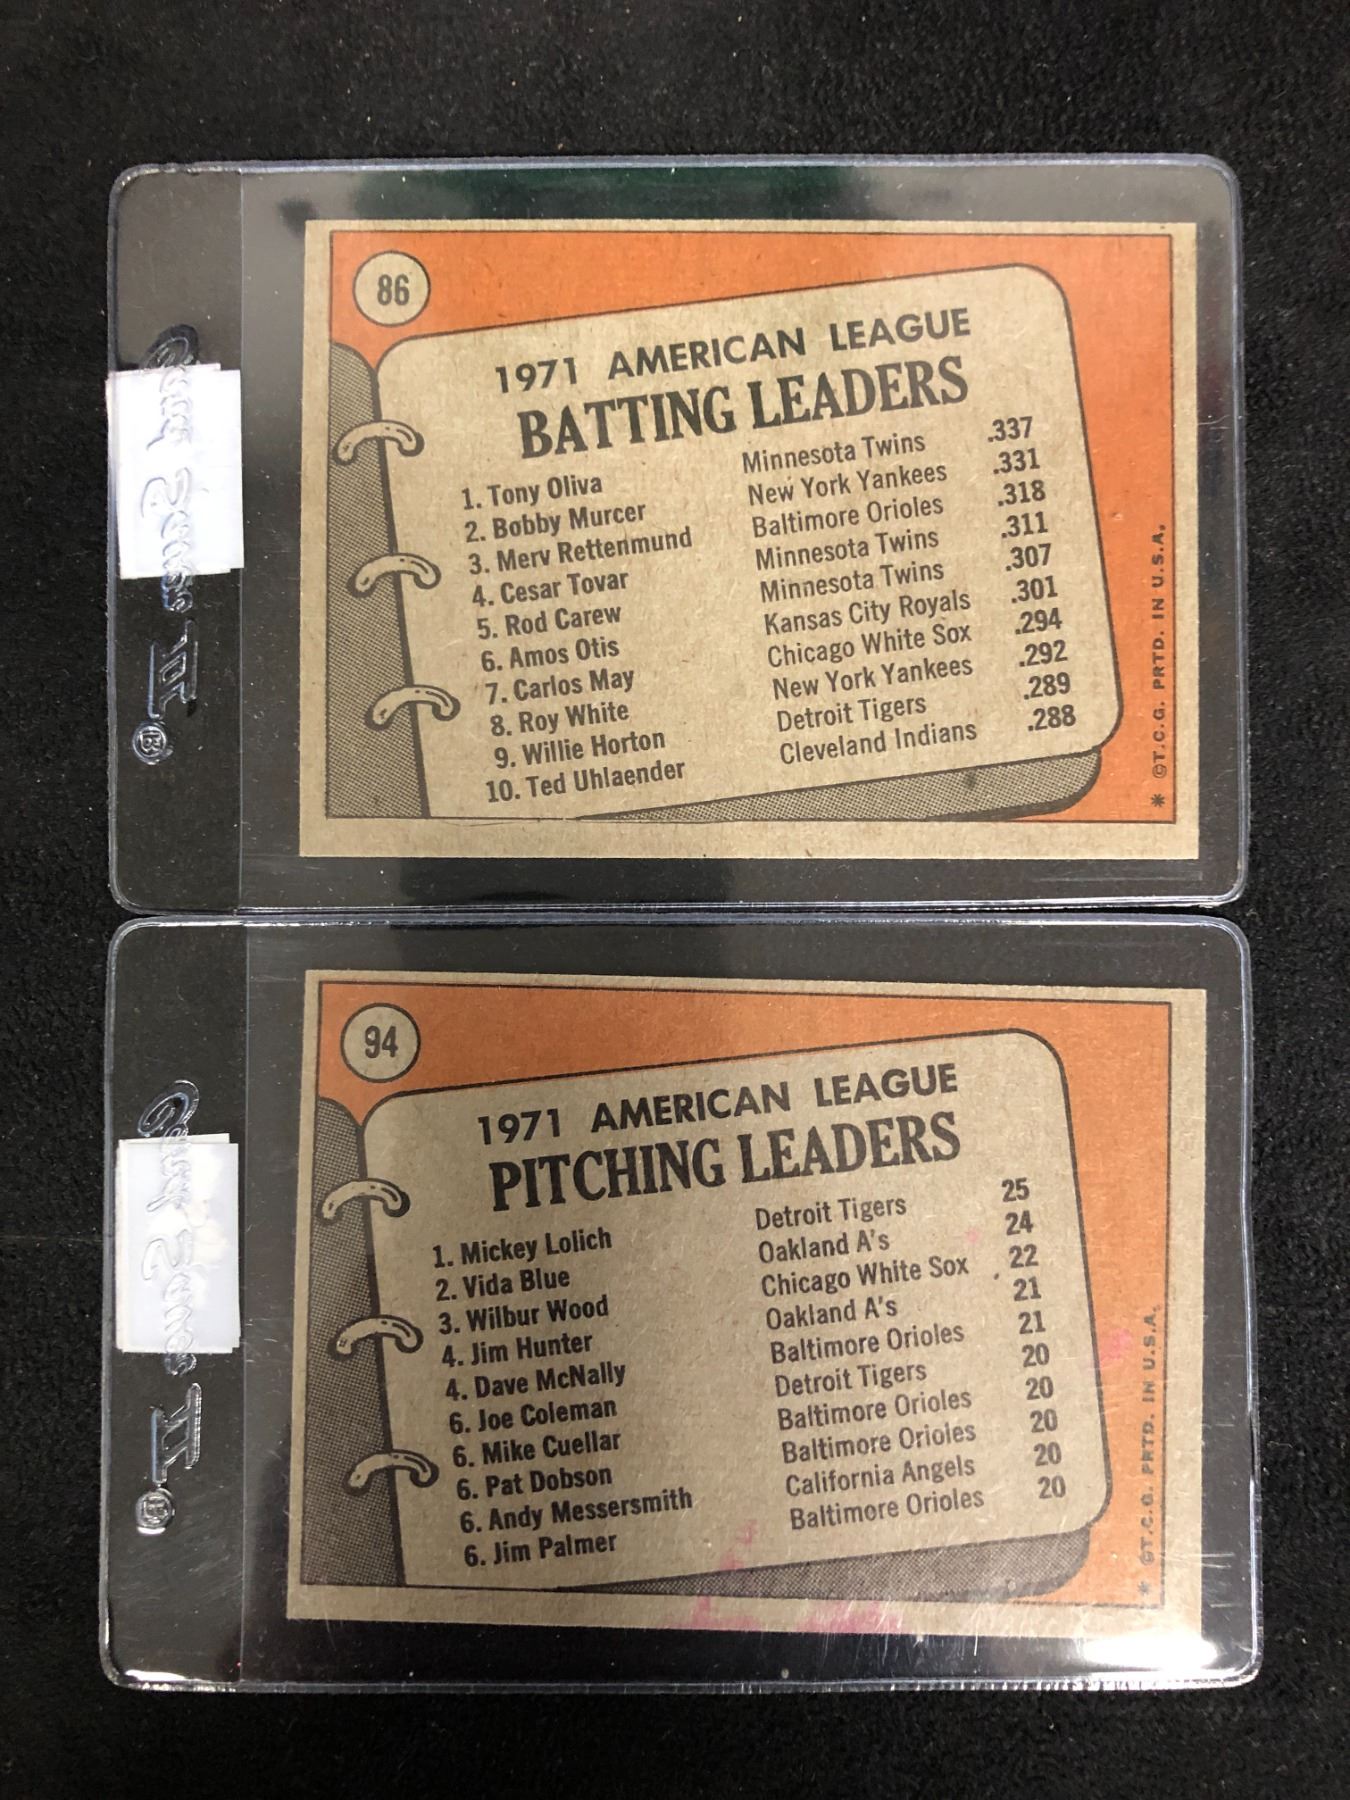 86
1971 AMERICAN LEAGUE
BATTING LEADERS
1. Tony Oliva Minnesota Twins .337
2. Bobby Murcer New York Yankees .331
3. Merv Rettenmund Baltimore Orioles .318
4. Cesar Tovar Minnesota Twins .311
5. Rod Carew Minnesota Twins .307
6. Amos Otis Kansas City Royals .301
7. Carlos May Chicago White Sox .294
8. Roy White New York Yankees .292
9. Willie Horton Detroit Tigers .289
10. Ted Uhlaender Cleveland Indians .288
* ©T.C.G. PRTD. IN U.S.A.
Card Saver II ®
94
1971 AMERICAN LEAGUE
PITCHING LEADERS
1. Mickey Lolich Detroit Tigers 25
2. Vida Blue Oakland A's 24
3. Wilbur Wood Chicago White Sox 22
4. Jim Hunter Oakland A's 21
4. Dave McNally Baltimore Orioles 21
6. Joe Coleman Detroit Tigers 20
6. Mike Cuellar Baltimore Orioles 20
6. Pat Dobson Baltimore Orioles 20
6. Andy Messersmith California Angels 20
6. Jim Palmer Baltimore Orioles 20
* ©T.C.G. PRTD. IN U.S.A.
Card Saver II ®